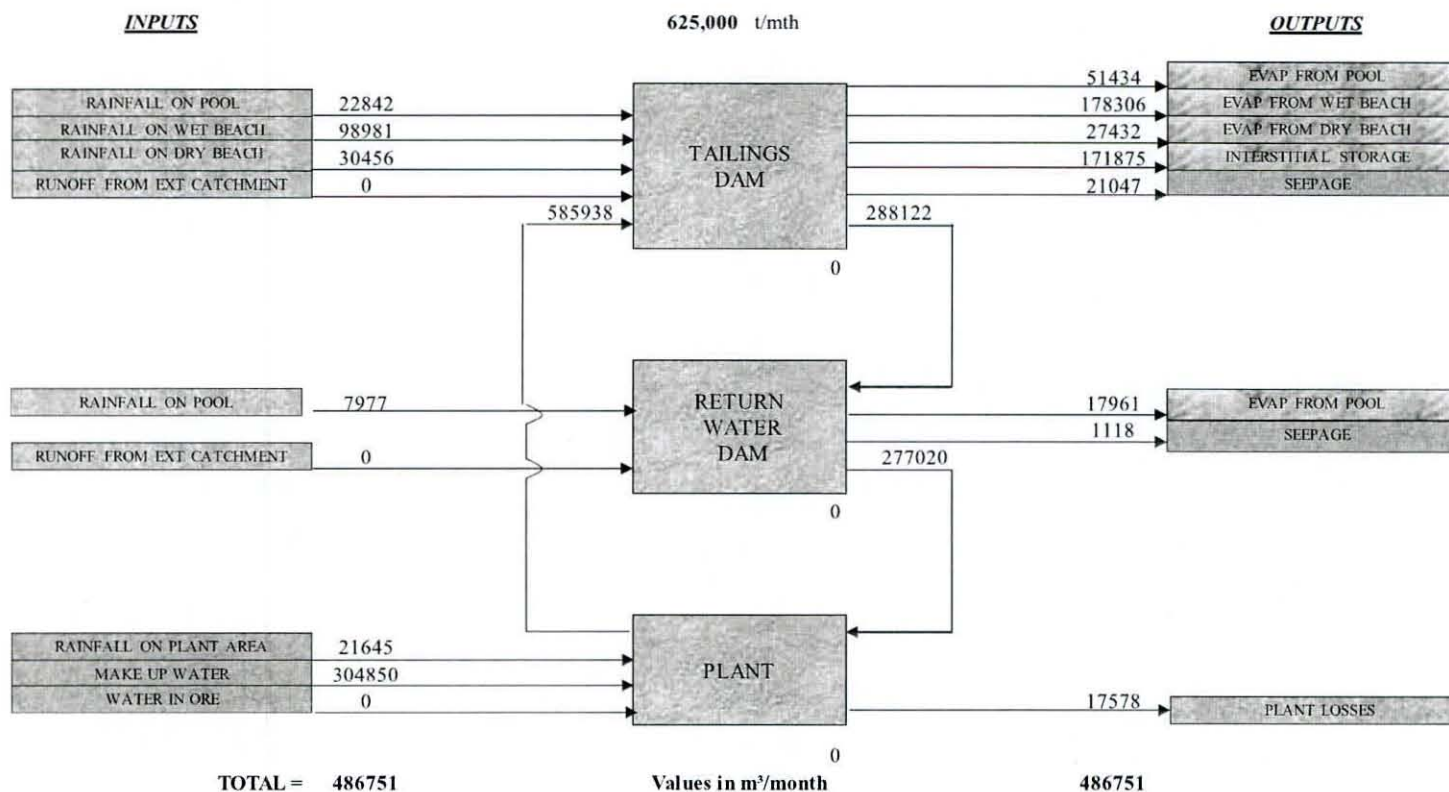 INPUTS
625,000 t/mth
OUTPUTS
RAINFALL ON POOL 22842
RAINFALL ON WET BEACH 98981
RAINFALL ON DRY BEACH 30456
RUNOFF FROM EXT CATCHMENT 0
585938
TAILINGS
DAM
0
51434 EVAP FROM POOL
178306 EVAP FROM WET BEACH
27432 EVAP FROM DRY BEACH
171875 INTERSTITIAL STORAGE
21047 SEEPAGE
288122
RAINFALL ON POOL 7977
RUNOFF FROM EXT CATCHMENT 0
RETURN
WATER
DAM
0
17961 EVAP FROM POOL
1118 SEEPAGE
277020
RAINFALL ON PLANT AREA 21645
MAKE UP WATER 304850
WATER IN ORE 0
PLANT
0
17578 PLANT LOSSES
TOTAL = 486751 Values in m³/month 486751